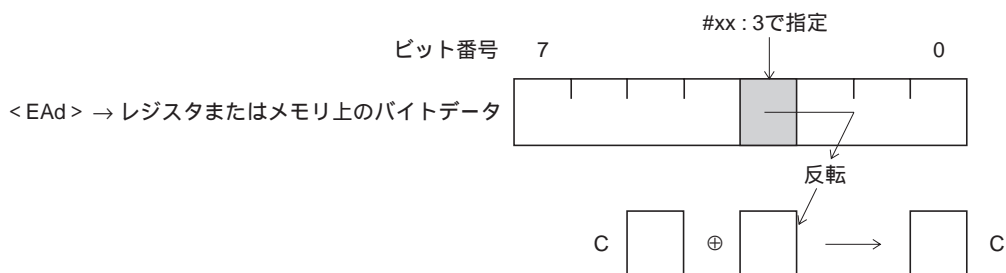 #xx : 3で指定
ビット番号 7 0
<EAd> → レジスタまたはメモリ上のバイトデータ
反転
C ⊕ → C